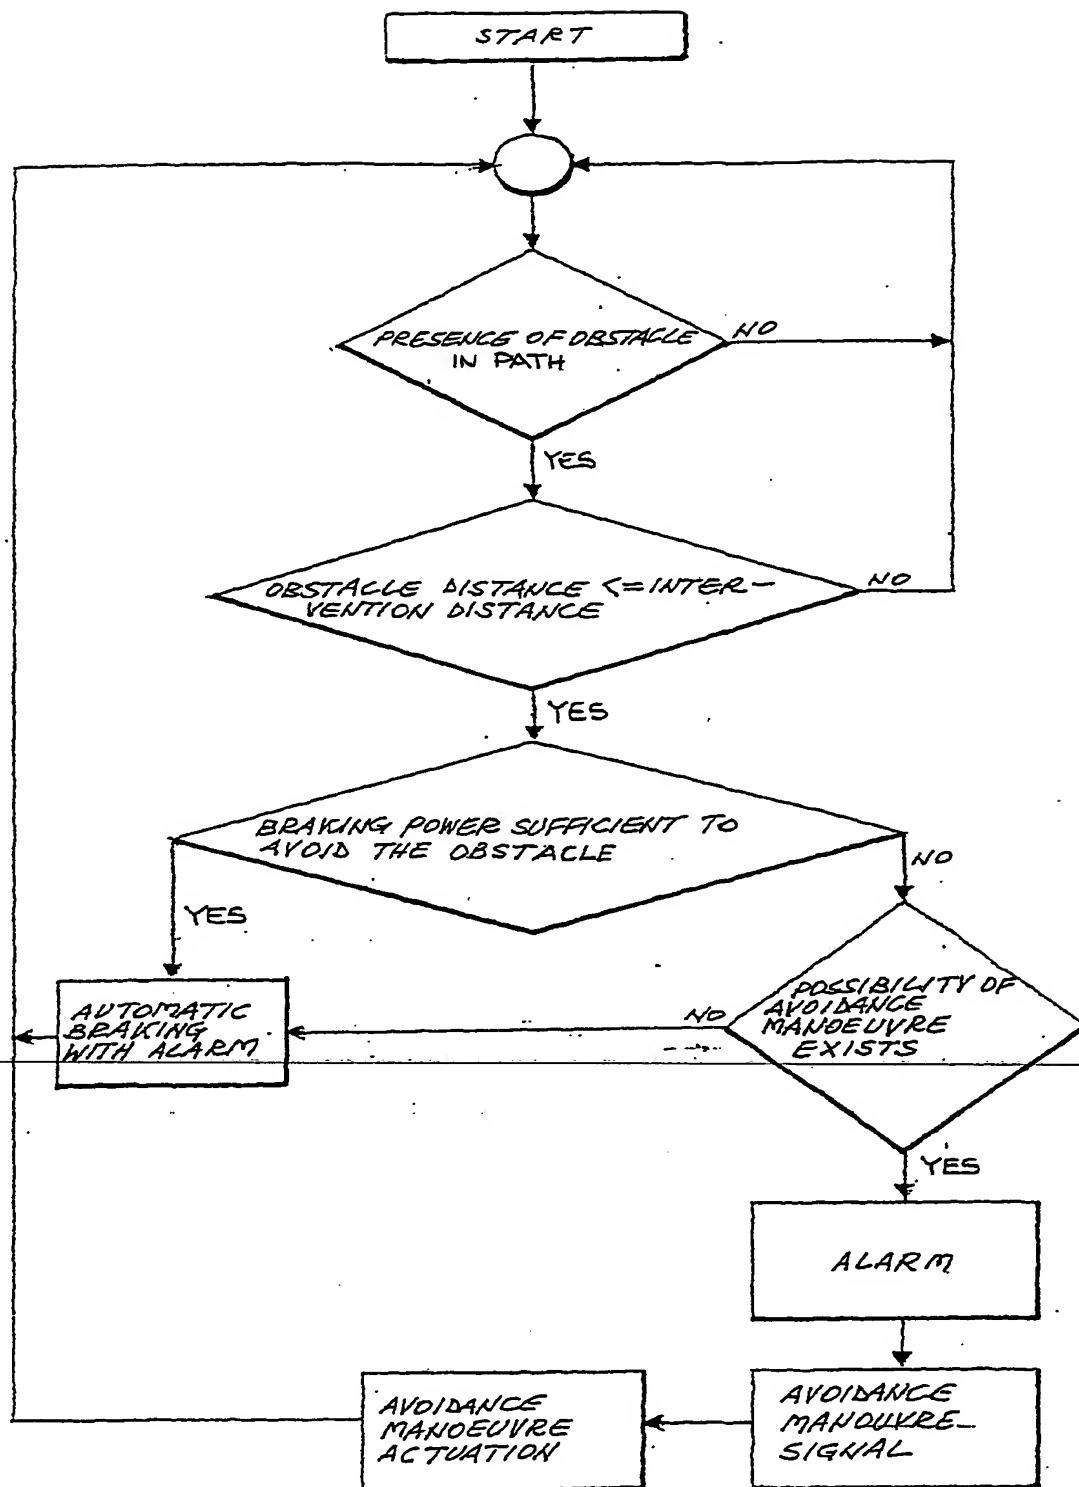 START
PRESENCE OF OBSTACLE
IN PATH
NO
YES
OBSTACLE DISTANCE <= INTER-
VENTION DISTANCE
NO
YES
BRAKING POWER SUFFICIENT TO
AVOID THE OBSTACLE
NO
YES
POSSIBILITY OF
AVOIDANCE
MANOEUVRE
EXISTS
NO
AUTOMATIC
BRAKING
WITH ALARM
YES
ALARM
AVOIDANCE
MANOUVRE-
SIGNAL
AVOIDANCE
MANOEUVRE
ACTUATION